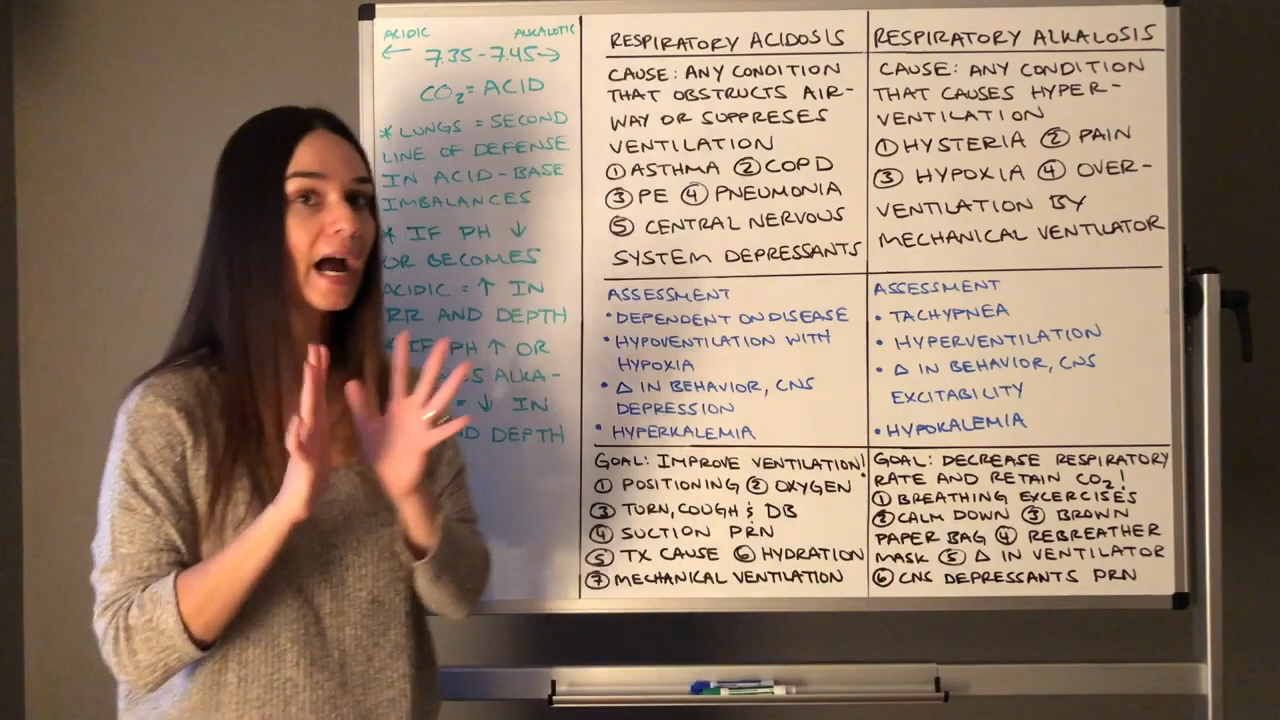 ACIDIC ALKALOTIC
← 7.35-7.45 →
CO₂ = ACID
* LUNGS = SECOND
LINE OF DEFENSE
IN ACID-BASE
IMBALANCES
* IF PH ↓
OR BECOMES
ACIDIC = ↑ IN
RR AND DEPTH
* IF PH ↑ OR
ALKA-
= ↓ IN
DEPTH
RESPIRATORY ACIDOSIS
CAUSE: ANY CONDITION
THAT OBSTRUCTS AIR-
WAY OR SUPPRESES
VENTILATION
① ASTHMA ② COPD
③ PE ④ PNEUMONIA
⑤ CENTRAL NERVOUS
SYSTEM DEPRESSANTS
ASSESSMENT
• DEPENDENT ON DISEASE
• HYPOVENTILATION WITH
HYPOXIA
• Δ IN BEHAVIOR, CNS
DEPRESSION
• HYPERKALEMIA
GOAL: IMPROVE VENTILATION!
① POSITIONING ② OXYGEN
③ TURN, COUGH & DB
④ SUCTION PRN
⑤ TX CAUSE ⑥ HYDRATION
⑦ MECHANICAL VENTILATION
RESPIRATORY ALKALOSIS
CAUSE: ANY CONDITION
THAT CAUSES HYPER-
VENTILATION
① HYSTERIA ② PAIN
③ HYPOXIA ④ OVER-
VENTILATION BY
MECHANICAL VENTILATOR
ASSESSMENT
• TACHYPNEA
• HYPERVENTILATION
• Δ IN BEHAVIOR, CNS
EXCITABILITY
• HYPOKALEMIA
GOAL: DECREASE RESPIRATORY
RATE AND RETAIN CO₂!
① BREATHING EXCERCISES
② CALM DOWN ③ BROWN
PAPER BAG ④ REBREATHER
MASK ⑤ Δ IN VENTILATOR
⑥ CNS DEPRESSANTS PRN